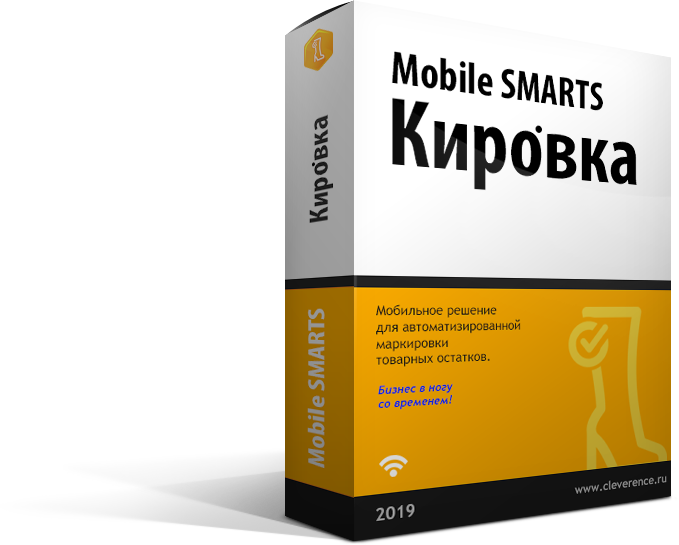 Mobile SMARTS
Кировка
Мобильное решение
для автоматизированной
маркировки
товарных остатков.
Бизнес в ногу
со временем!
www.cleverence.ru
2019
Кировка
Mobile SMARTS